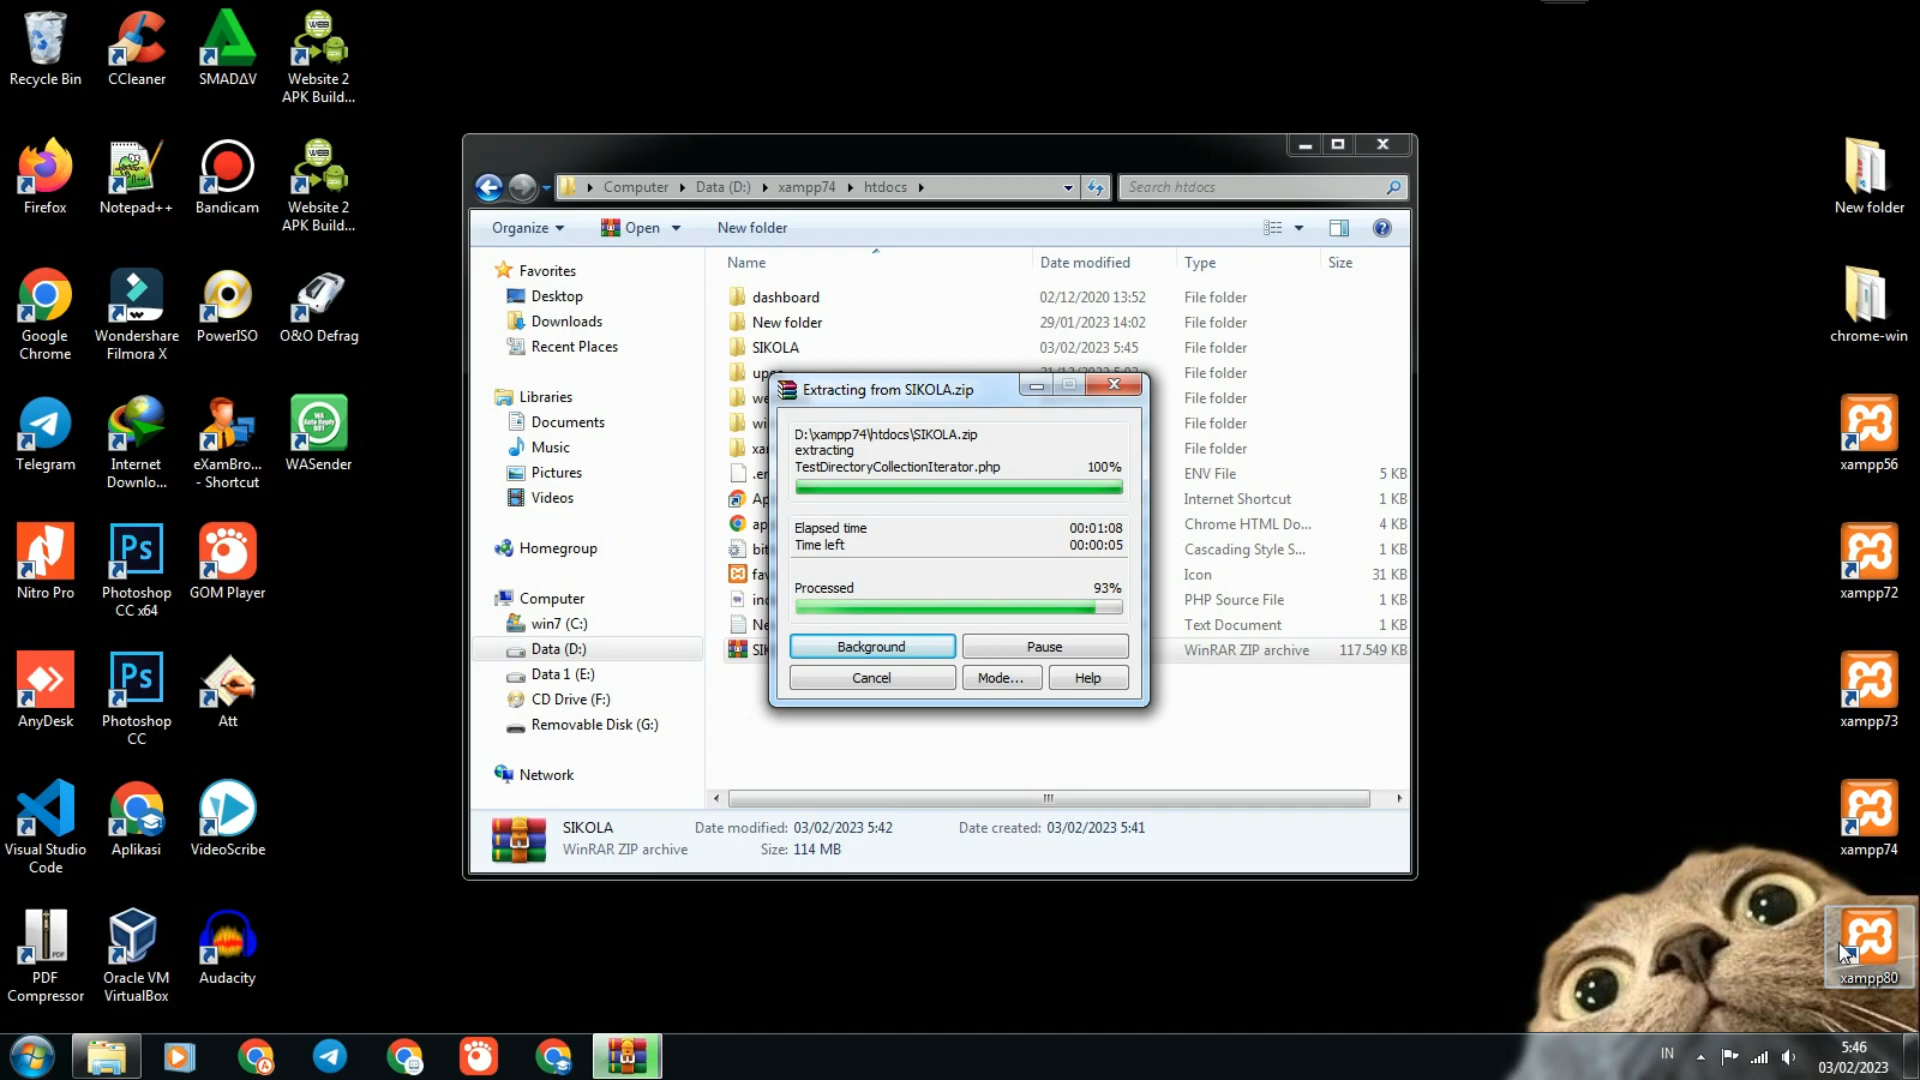 Recycle Bin
CCleaner
SMADΔV
Website 2
APK Build...
Firefox
Notepad++
Bandicam
Website 2
APK Build...
Google
Chrome
Wondershare
Filmora X
PowerISO
O&O Defrag
Telegram
Internet
Downlo...
eXamBro...
- Shortcut
WASender
Nitro Pro
Photoshop
CC x64
GOM Player
AnyDesk
Photoshop
CC
Att
Visual Studio
Code
Aplikasi
VideoScribe
PDF
Compressor
Oracle VM
VirtualBox
Audacity
Computer
Data (D:)
xampp74
htdocs
Search htdocs
Organize
Open
New folder
Favorites
Desktop
Downloads
Recent Places
Libraries
Documents
Music
Pictures
Videos
Homegroup
Computer
win7 (C:)
Data (D:)
Data 1 (E:)
CD Drive (F:)
Removable Disk (G:)
Network
Name Date modified Type Size
dashboard 02/12/2020 13:52 File folder
New folder 29/01/2023 14:02 File folder
SIKOLA 03/02/2023 5:45 File folder
File folder
File folder
File folder
File folder
ENV File 5 KB
Internet Shortcut 1 KB
Chrome HTML Do... 4 KB
Cascading Style S... 1 KB
Icon 31 KB
PHP Source File 1 KB
Text Document 1 KB
WinRAR ZIP archive 117.549 KB
Extracting from SIKOLA.zip
D:\xampp74\htdocs\SIKOLA.zip
extracting
TestDirectoryCollectionIterator.php 100%
Elapsed time 00:01:08
Time left 00:00:05
Processed 93%
Background
Pause
Cancel
Mode...
Help
SIKOLA Date modified: 03/02/2023 5:42 Date created: 03/02/2023 5:41
WinRAR ZIP archive Size: 114 MB
New folder
chrome-win
xampp56
xampp72
xampp73
xampp74
xampp80
IN
5:46
03/02/2023